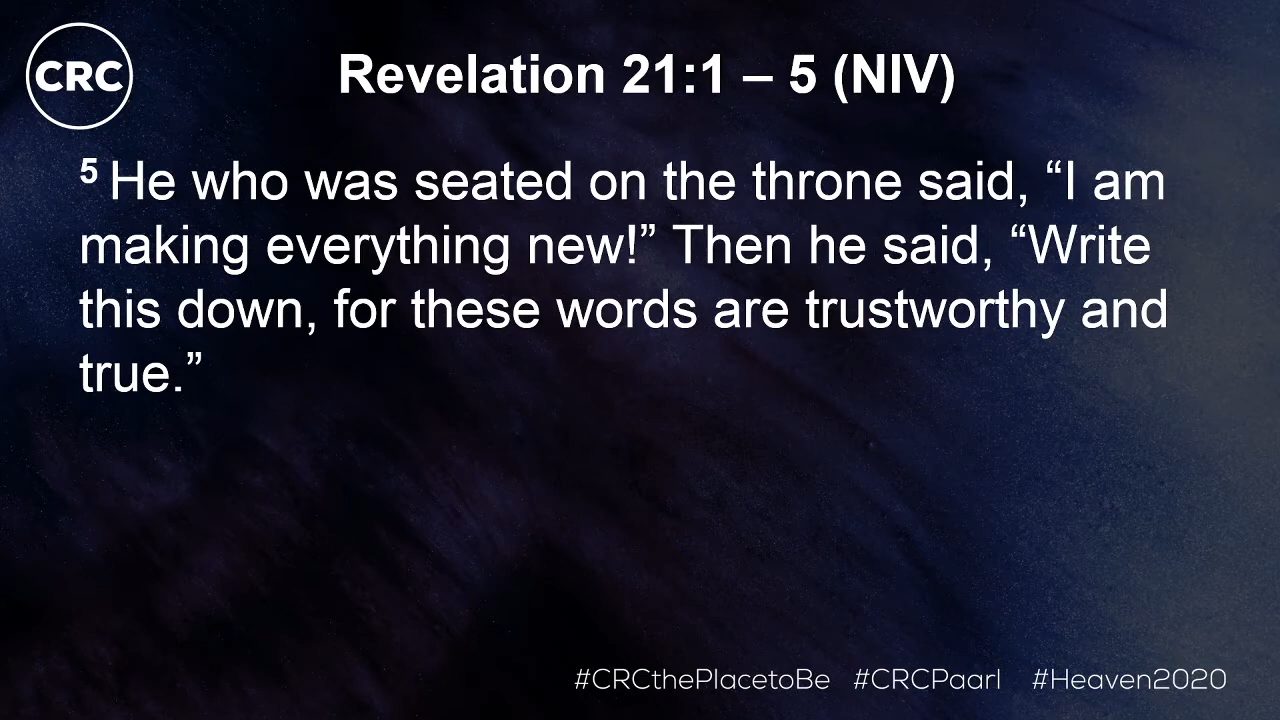 CRC
Revelation 21:1 – 5 (NIV)
5 He who was seated on the throne said, “I am
making everything new!” Then he said, “Write
this down, for these words are trustworthy and
true.”
#CRCthePlacetoBe #CRCPaarl #Heaven2020